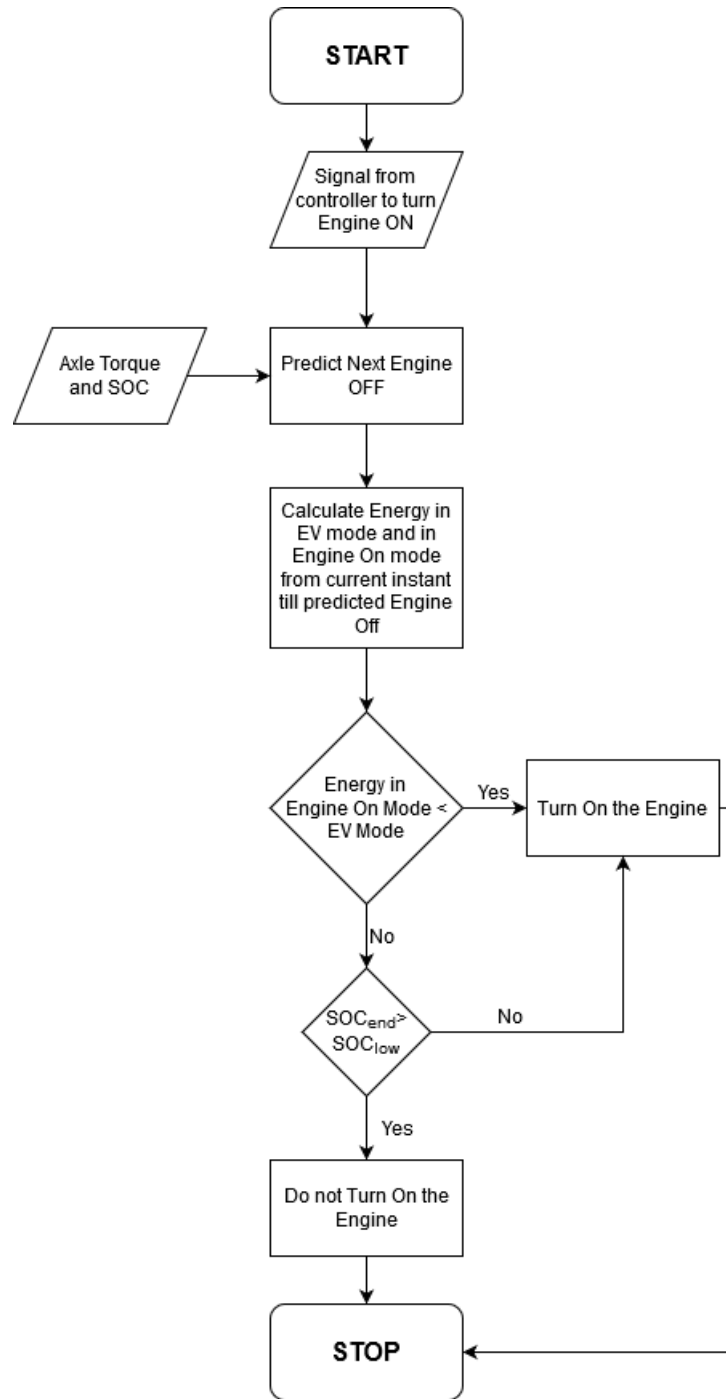 START
Signal from
controller to turn
Engine ON
Axle Torque
and SOC
Predict Next Engine
OFF
Calculate Energy in
EV mode and in
Engine On mode
from current instant
till predicted Engine
Off
Energy in
Engine On Mode <
EV Mode
Yes
Turn On the Engine
No
SOCend>
SOClow
No
Yes
Do not Turn On the
Engine
STOP